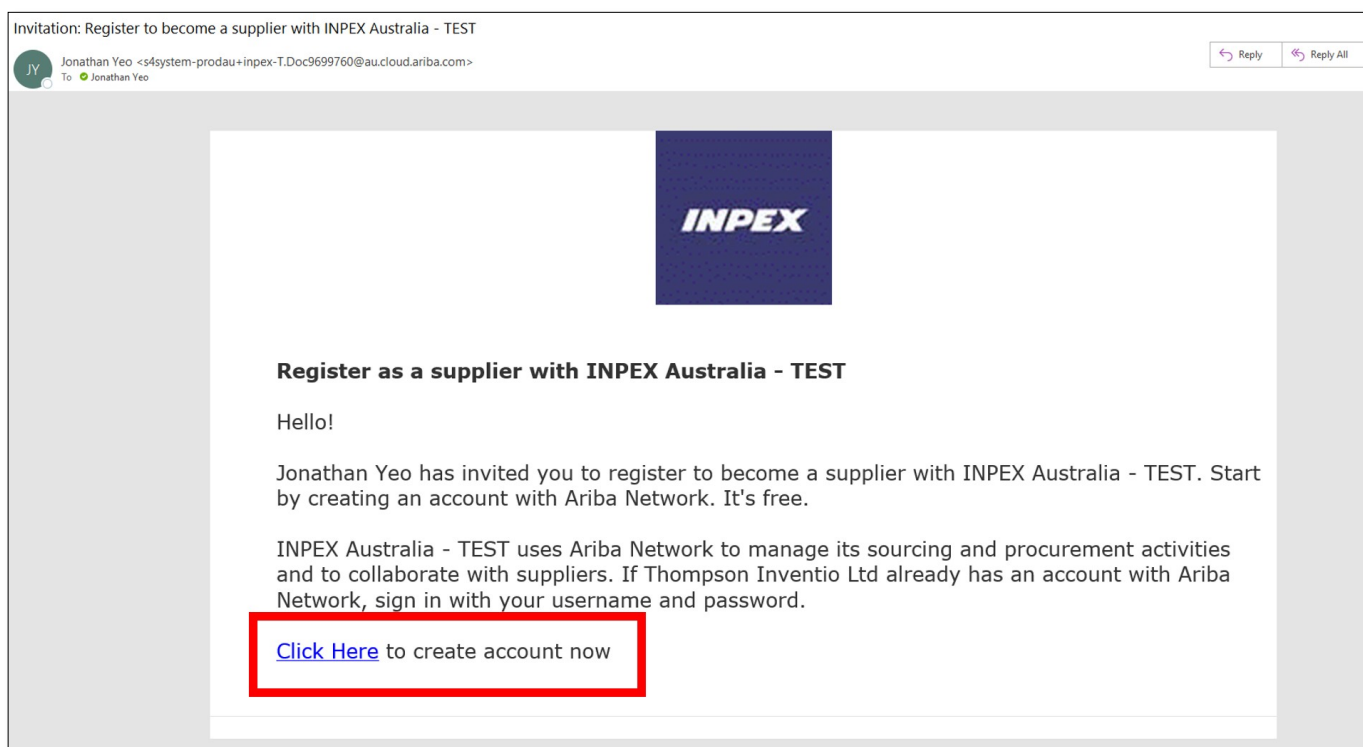 Invitation: Register to become a supplier with INPEX Australia - TEST
JY
Jonathan Yeo <s4system-prodau+inpex-T.Doc9699760@au.cloud.ariba.com>
To Jonathan Yeo
Reply
Reply All
INPEX
Register as a supplier with INPEX Australia - TEST
Hello!
Jonathan Yeo has invited you to register to become a supplier with INPEX Australia - TEST. Start
by creating an account with Ariba Network. It's free.
INPEX Australia - TEST uses Ariba Network to manage its sourcing and procurement activities
and to collaborate with suppliers. If Thompson Inventio Ltd already has an account with Ariba
Network, sign in with your username and password.
Click Here to create account now